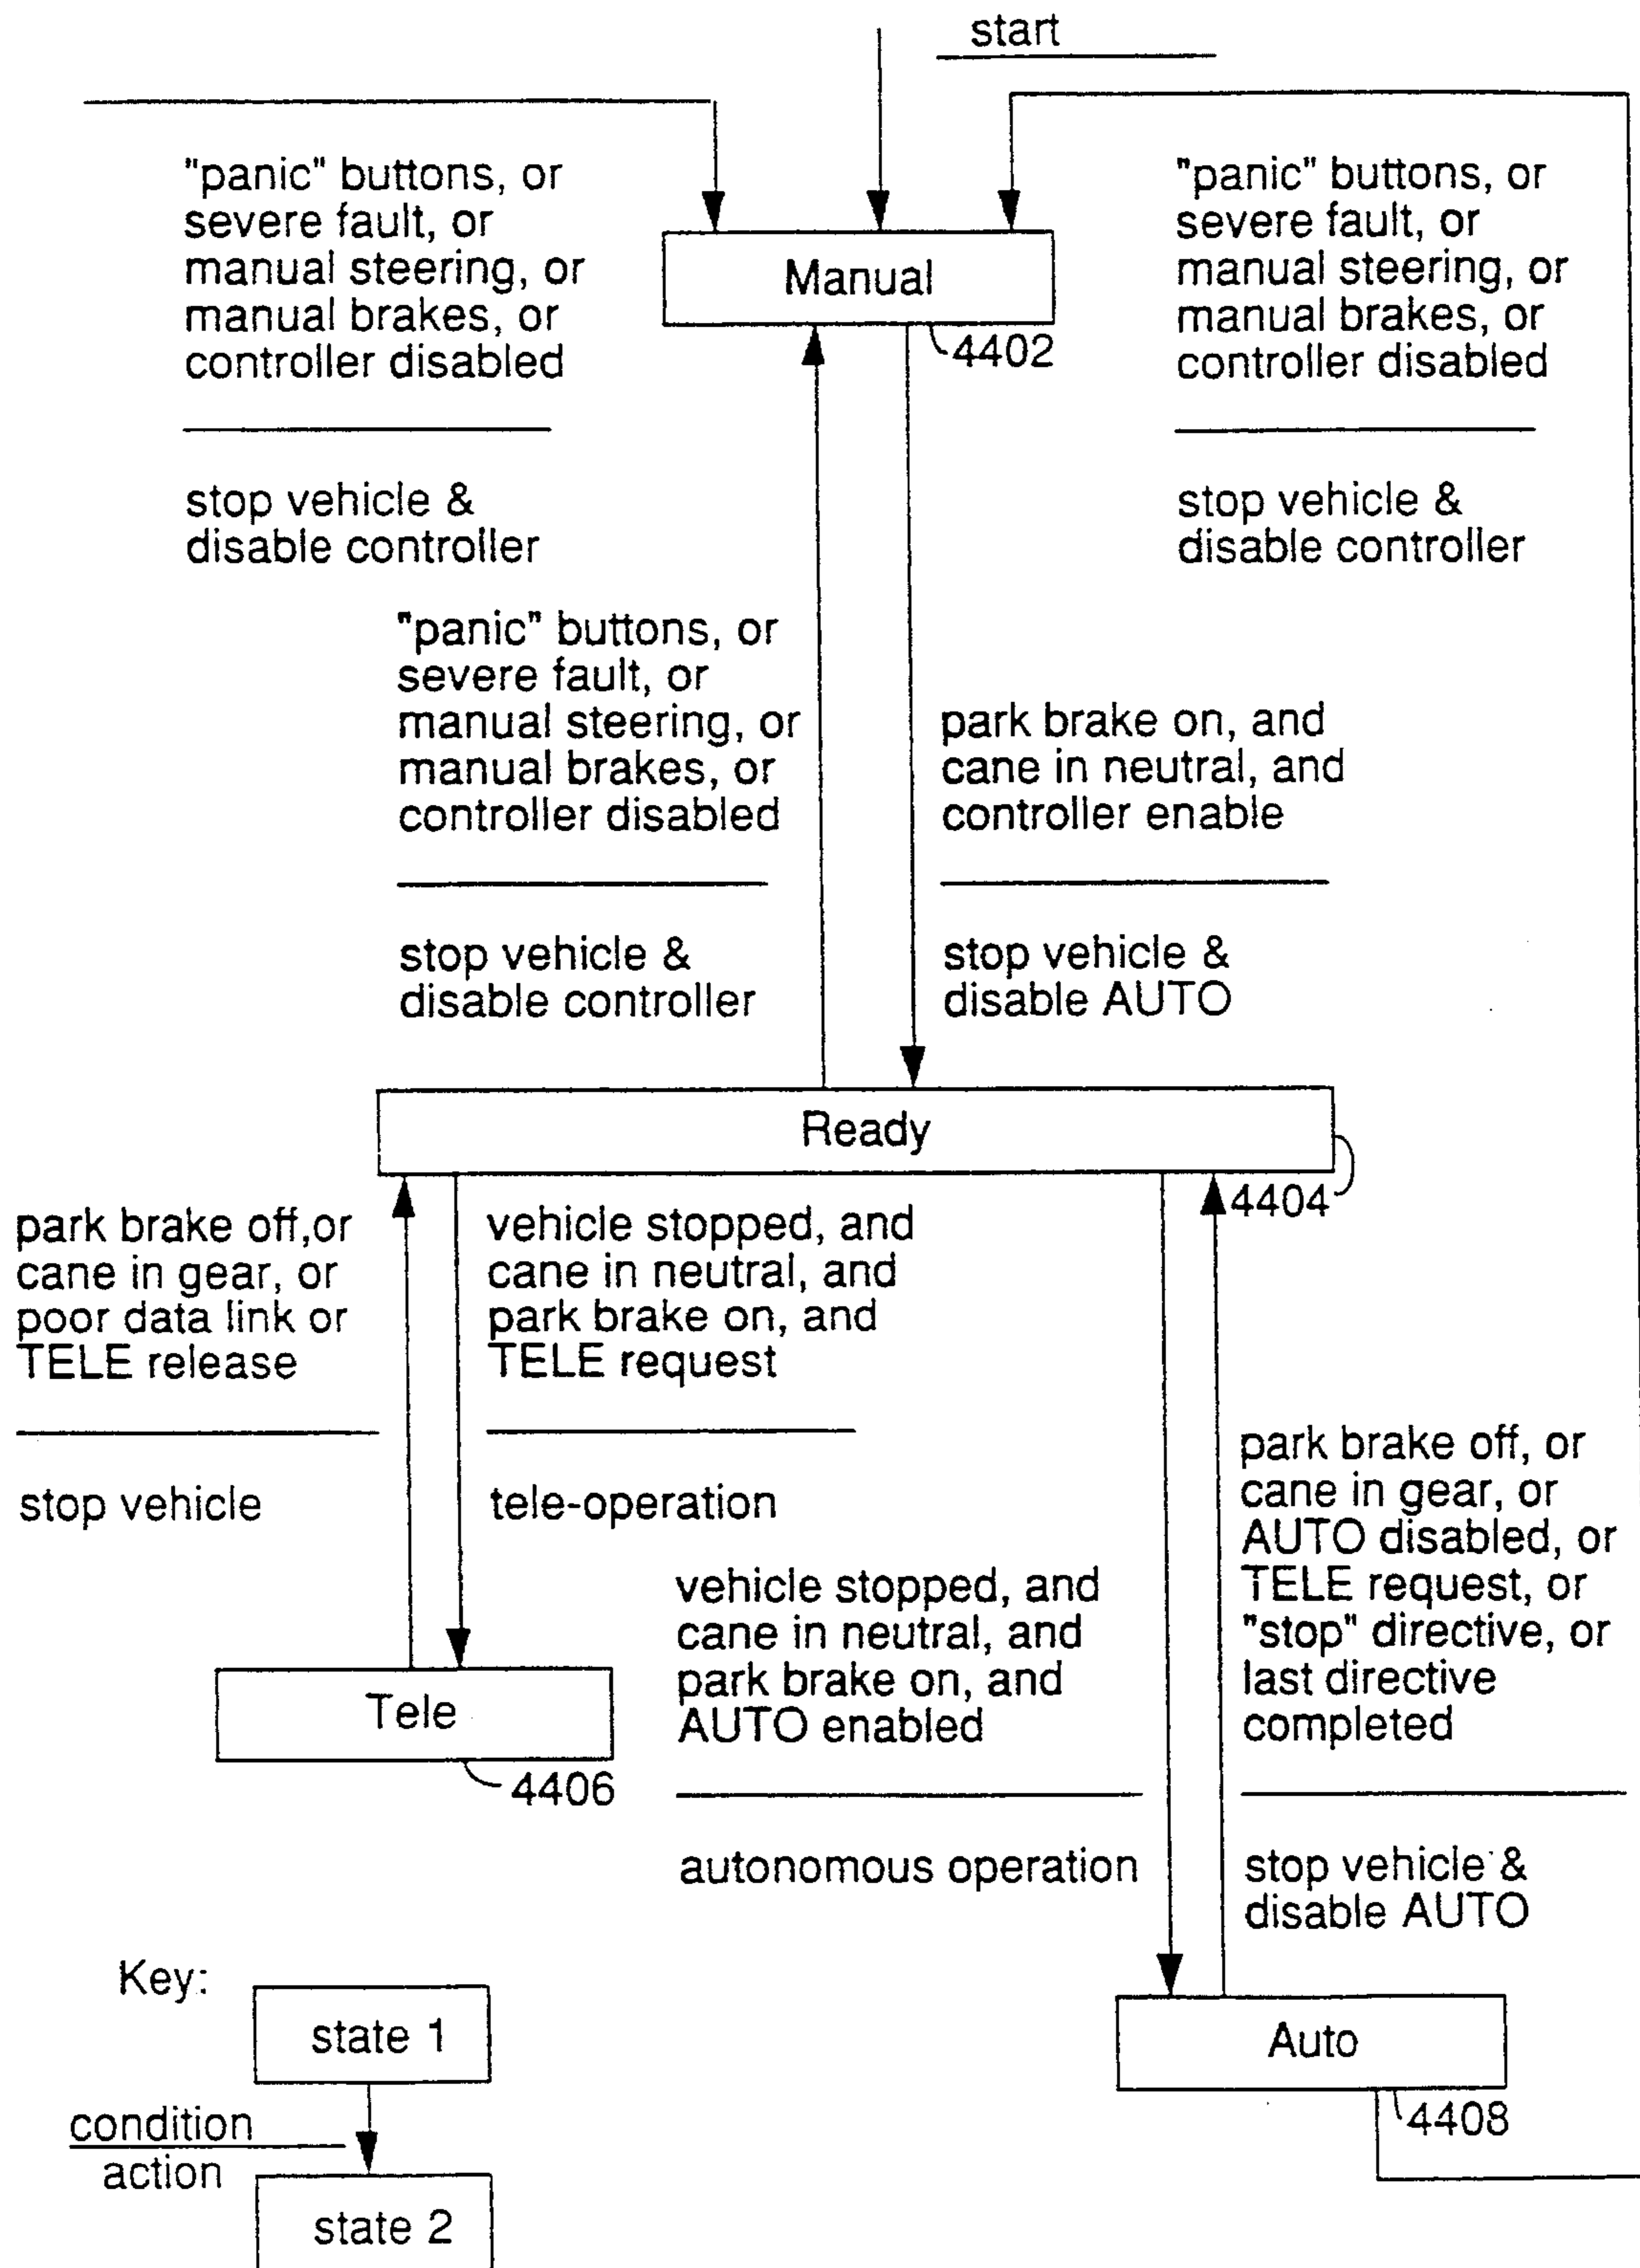 start
"panic" buttons, or
severe fault, or
manual steering, or
manual brakes, or
controller disabled
stop vehicle &
disable controller
Manual
4402
"panic" buttons, or
severe fault, or
manual steering, or
manual brakes, or
controller disabled
stop vehicle &
disable controller
"panic" buttons, or
severe fault, or
manual steering, or
manual brakes, or
controller disabled
stop vehicle &
disable controller
park brake on, and
cane in neutral, and
controller enable
stop vehicle &
disable AUTO
Ready
4404
park brake off,or
cane in gear, or
poor data link or
TELE release
stop vehicle
vehicle stopped, and
cane in neutral, and
park brake on, and
TELE request
tele-operation
Tele
4406
vehicle stopped, and
cane in neutral, and
park brake on, and
AUTO enabled
autonomous operation
park brake off, or
cane in gear, or
AUTO disabled, or
TELE request, or
"stop" directive, or
last directive
completed
stop vehicle &
disable AUTO
Auto
4408
Key:
state 1
condition
action
state 2